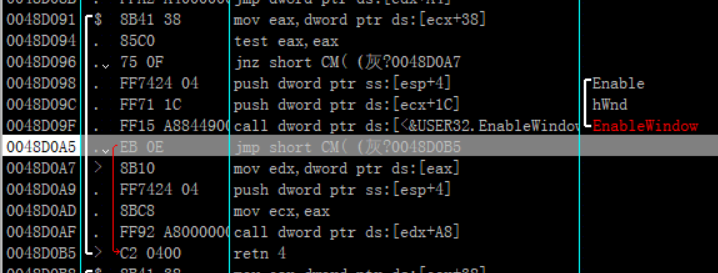 0048D08D . FFA2 A4000000 jmp dword ptr ds:[edx+A4]
0048D091 $ 8B41 38 mov eax,dword ptr ds:[ecx+38]
0048D094 . 85C0 test eax,eax
0048D096 . 75 0F jnz short CM( (灰?0048D0A7
0048D098 . FF7424 04 push dword ptr ss:[esp+4] Enable
0048D09C . FF71 1C push dword ptr ds:[ecx+1C] hWnd
0048D09F . FF15 A8844900 call dword ptr ds:[<&USER32.EnableWindow EnableWindow
0048D0A5 . EB 0E jmp short CM( (灰?0048D0B5
0048D0A7 > 8B10 mov edx,dword ptr ds:[eax]
0048D0A9 . FF7424 04 push dword ptr ss:[esp+4]
0048D0AD . 8BC8 mov ecx,eax
0048D0AF . FF92 A8000000 call dword ptr ds:[edx+A8]
0048D0B5 > C2 0400 retn 4
0048D0B8 $ 8B41 38 mov eax,dword ptr ds:[ecx+38]